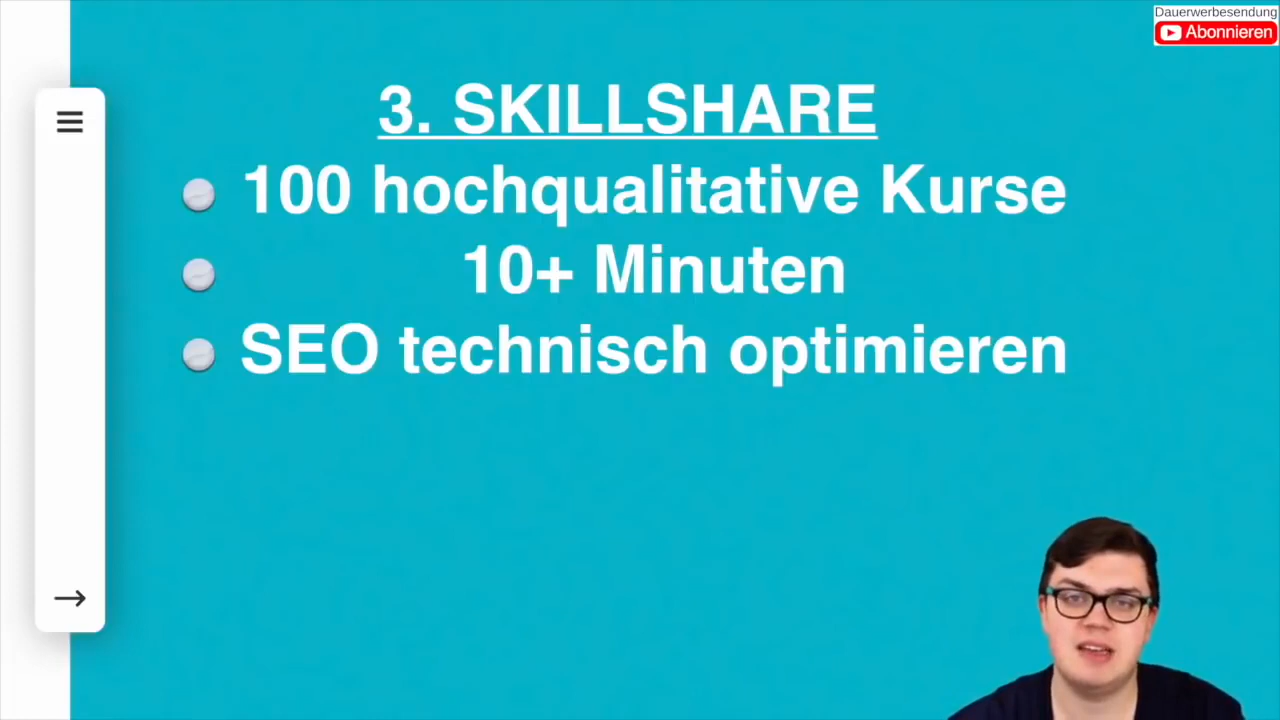 Dauerwerbesendung
Abonnieren
3. SKILLSHARE
100 hochqualitative Kurse
10+ Minuten
SEO technisch optimieren